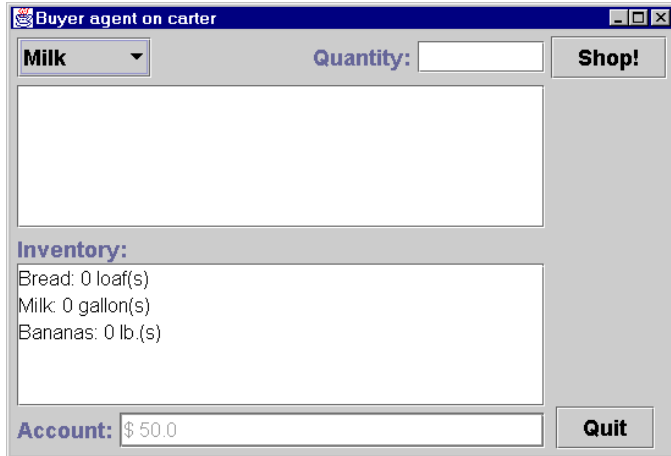 Buyer agent on carter
Milk Quantity: Shop!
Inventory:
Bread: 0 loaf(s)
Milk: 0 gallon(s)
Bananas: 0 lb.(s)
Account: $ 50.0 Quit